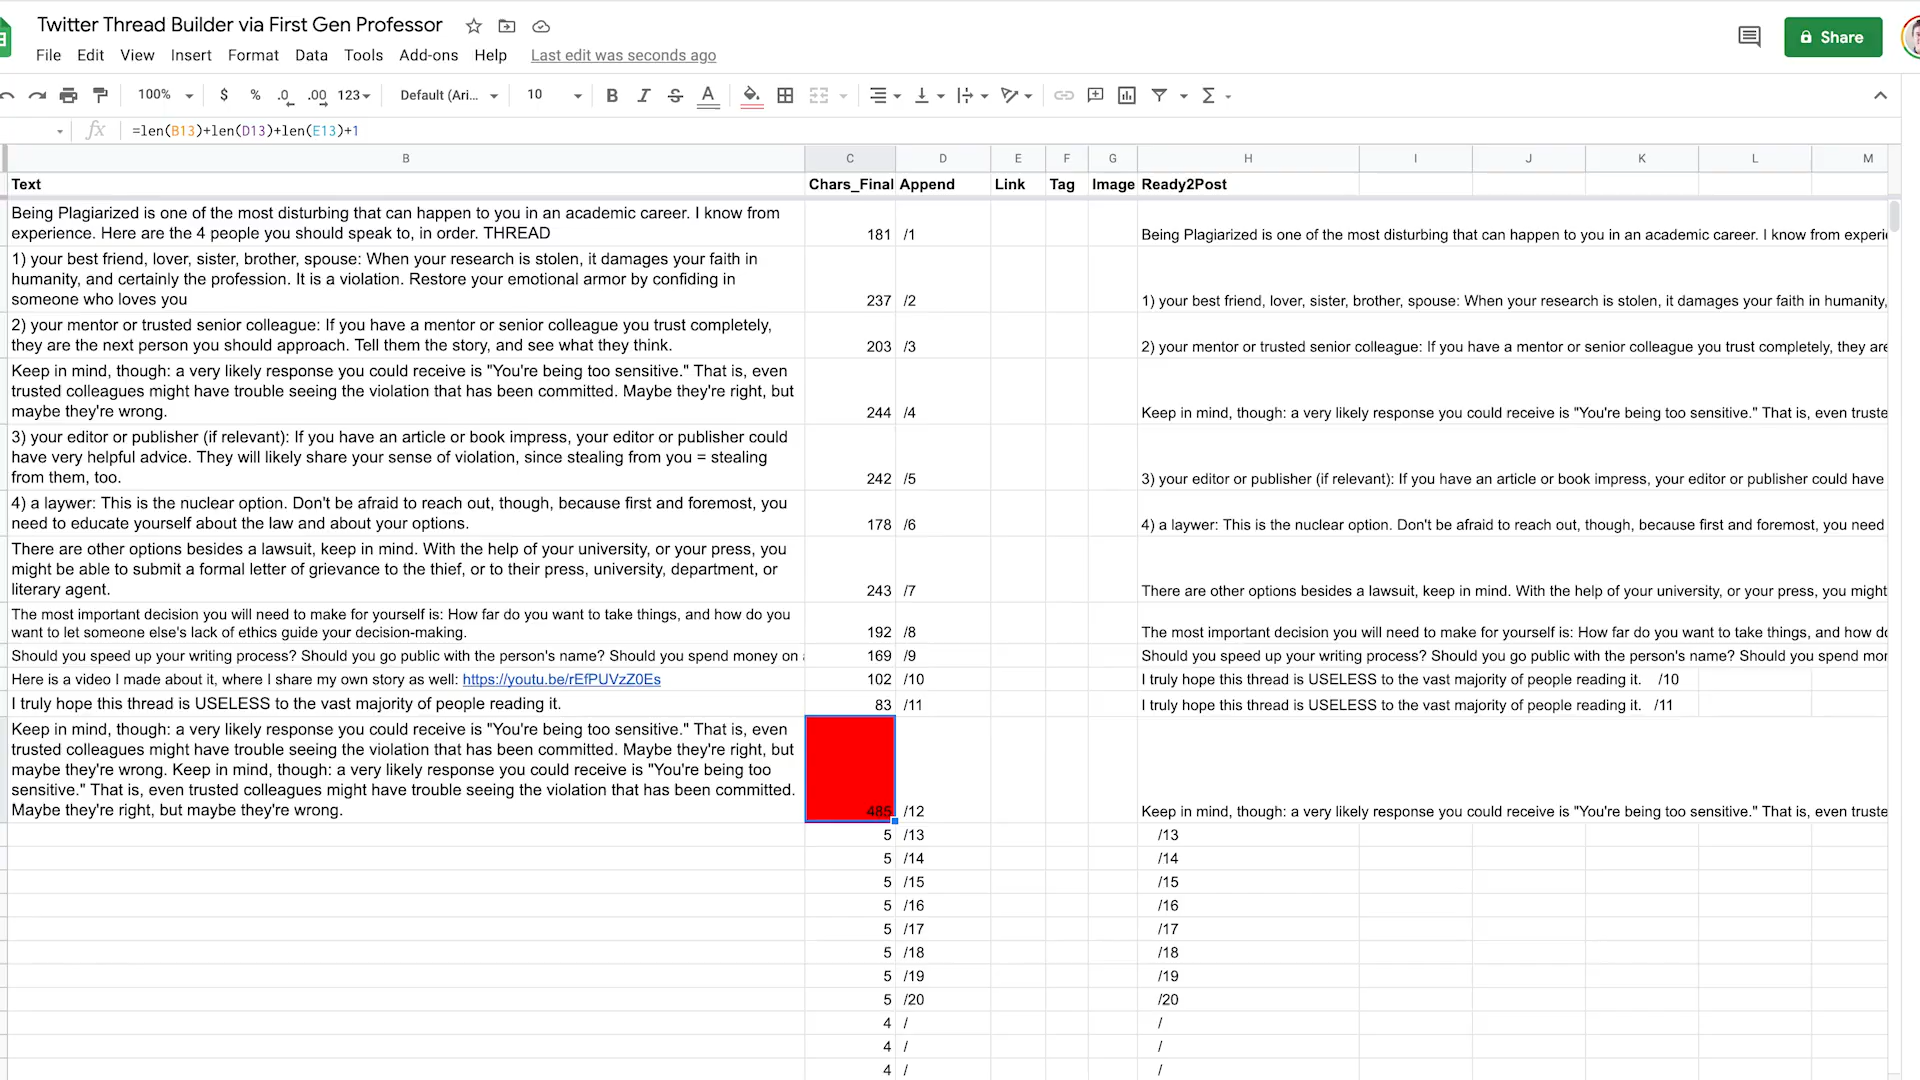 Twitter Thread Builder via First Gen Professor
Share
File Edit View Insert Format Data Tools Add-ons Help Last edit was seconds ago
100% $ % .0 .00 123 Default (Ari... 10 B I S A Σ
fx =len(B13)+len(D13)+len(E13)+1
B C D E F G H I J K L M
Text Chars_Final Append Link Tag Image Ready2Post
Being Plagiarized is one of the most disturbing that can happen to you in an academic career. I know from
experience. Here are the 4 people you should speak to, in order. THREAD
181 /1 Being Plagiarized is one of the most disturbing that can happen to you in an academic career. I know from experie
1) your best friend, lover, sister, brother, spouse: When your research is stolen, it damages your faith in
humanity, and certainly the profession. It is a violation. Restore your emotional armor by confiding in
someone who loves you
237 /2 1) your best friend, lover, sister, brother, spouse: When your research is stolen, it damages your faith in humanity,
2) your mentor or trusted senior colleague: If you have a mentor or senior colleague you trust completely,
they are the next person you should approach. Tell them the story, and see what they think.
203 /3 2) your mentor or trusted senior colleague: If you have a mentor or senior colleague you trust completely, they are
Keep in mind, though: a very likely response you could receive is "You're being too sensitive." That is, even
trusted colleagues might have trouble seeing the violation that has been committed. Maybe they're right, but
maybe they're wrong.
244 /4 Keep in mind, though: a very likely response you could receive is "You're being too sensitive." That is, even truste
3) your editor or publisher (if relevant): If you have an article or book impress, your editor or publisher could
have very helpful advice. They will likely share your sense of violation, since stealing from you = stealing
from them, too.
242 /5 3) your editor or publisher (if relevant): If you have an article or book impress, your editor or publisher could have
4) a laywer: This is the nuclear option. Don't be afraid to reach out, though, because first and foremost, you
need to educate yourself about the law and about your options.
178 /6 4) a laywer: This is the nuclear option. Don't be afraid to reach out, though, because first and foremost, you need
There are other options besides a lawsuit, keep in mind. With the help of your university, or your press, you
might be able to submit a formal letter of grievance to the thief, or to their press, university, department, or
literary agent.
243 /7 There are other options besides a lawsuit, keep in mind. With the help of your university, or your press, you might
The most important decision you will need to make for yourself is: How far do you want to take things, and how do you
want to let someone else's lack of ethics guide your decision-making.
192 /8 The most important decision you will need to make for yourself is: How far do you want to take things, and how do
Should you speed up your writing process? Should you go public with the person's name? Should you spend money on 169 /9 Should you speed up your writing process? Should you go public with the person's name? Should you spend mor
Here is a video I made about it, where I share my own story as well: https://youtu.be/rEfPUVzZ0Es 102 /10 I truly hope this thread is USELESS to the vast majority of people reading it. /10
I truly hope this thread is USELESS to the vast majority of people reading it. 83 /11 I truly hope this thread is USELESS to the vast majority of people reading it. /11
Keep in mind, though: a very likely response you could receive is "You're being too sensitive." That is, even
trusted colleagues might have trouble seeing the violation that has been committed. Maybe they're right, but
maybe they're wrong. Keep in mind, though: a very likely response you could receive is "You're being too
sensitive." That is, even trusted colleagues might have trouble seeing the violation that has been committed.
Maybe they're right, but maybe they're wrong.
485 /12 Keep in mind, though: a very likely response you could receive is "You're being too sensitive." That is, even truste
5 /13 /13
5 /14 /14
5 /15 /15
5 /16 /16
5 /17 /17
5 /18 /18
5 /19 /19
5 /20 /20
4 / /
4 / /
4 / /